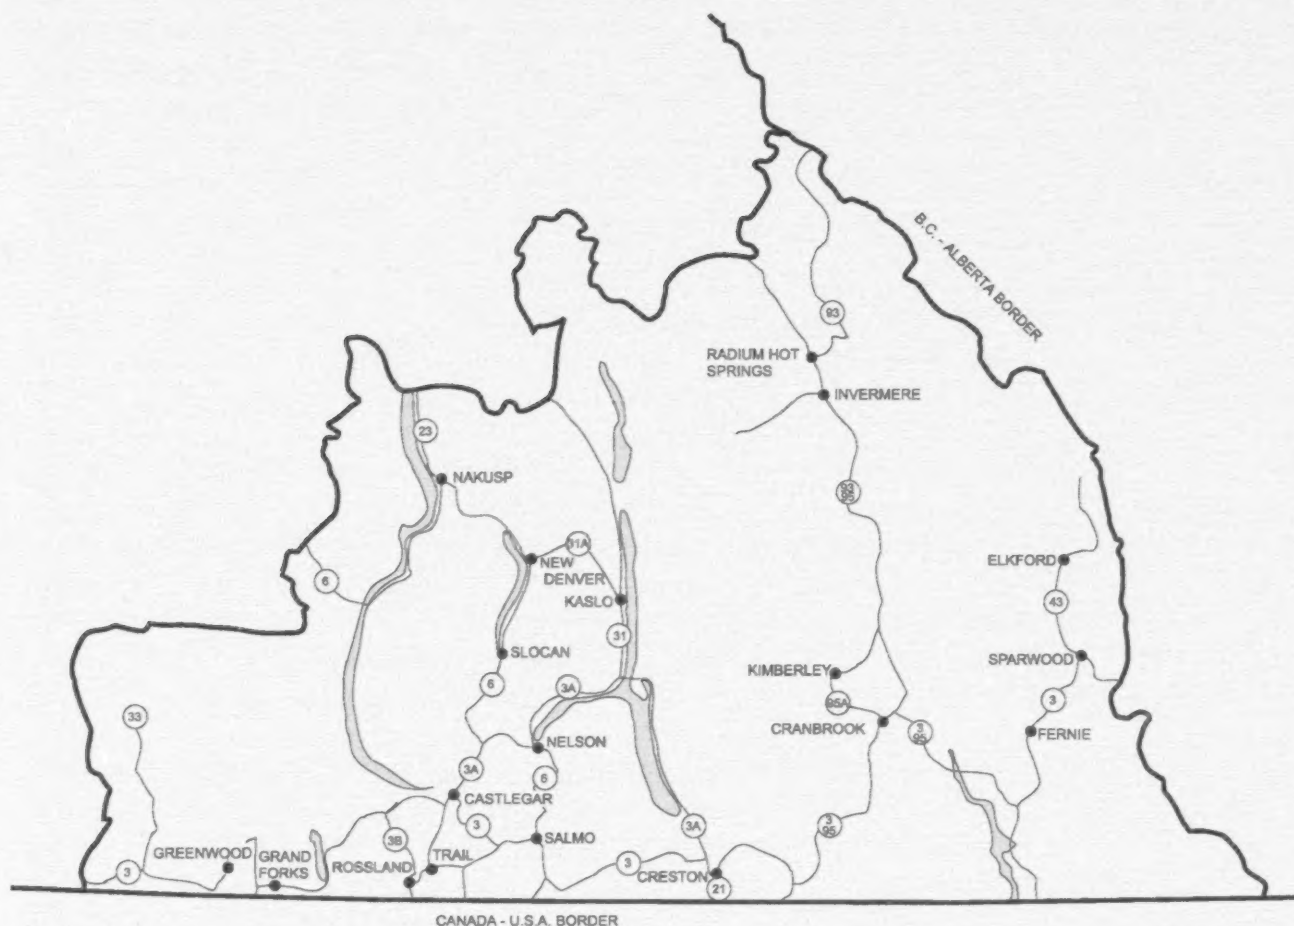 B.C. - ALBERTA BORDER
93
RADIUM HOT
SPRINGS
INVERMERE
23
NAKUSP
93
95
31A
NEW
DENVER
ELKFORD
6
KASLO
43
31
SLOCAN
SPARWOOD
KIMBERLEY
6
3A
3
95A
33
CRANBROOK
3
95
FERNIE
NELSON
3A
6
CASTLEGAR
3
3A
3
95
3B
SALMO
GREENWOOD
GRAND
FORKS
ROSSLAND
TRAIL
3
3
CRESTON
21
CANADA - U.S.A. BORDER